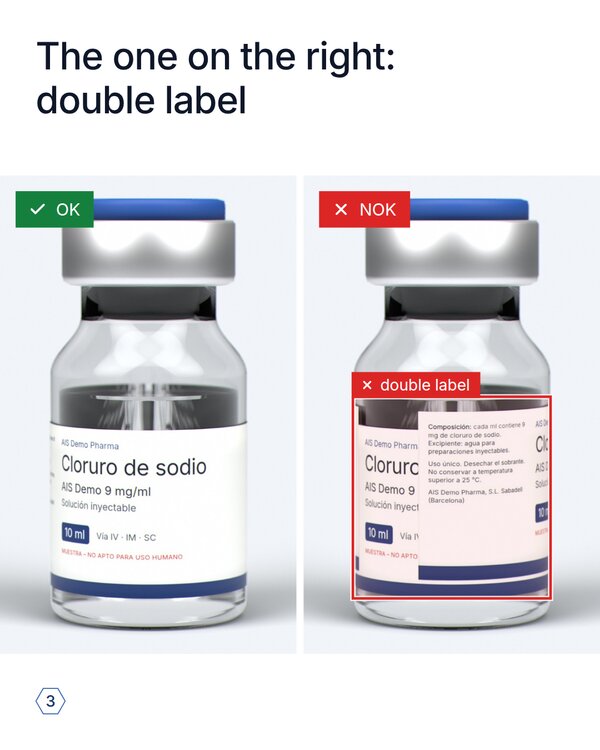 The one on the right:
double label
OK
AIS Demo Pharma
Cloruro de sodio
AIS Demo 9 mg/ml
Solución inyectable
10 ml
Vía IV · IM · SC
MUESTRA – NO APTO PARA USO HUMANO
NOK
double label
AIS Demo Pharma
Cloruro
AIS Demo 9
Solución inyect
10 ml
Vía IV
MUESTRA – NO APTO
Composición: cada ml contiene 9
mg de cloruro de sodio.
Excipiente: agua para
preparaciones inyectables.
Uso único. Desechar el sobrante.
No conservar a temperatura
superior a 25 °C.
AIS Demo Pharma, S.L. Sabadell
(Barcelona)
3